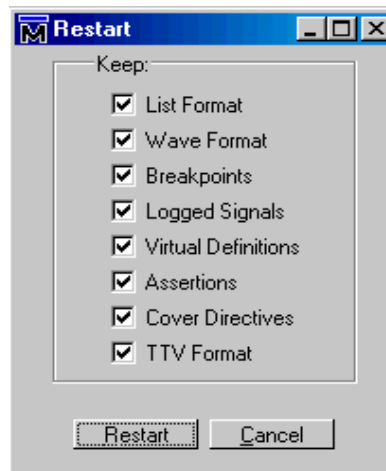 Restart
Keep:
List Format
Wave Format
Breakpoints
Logged Signals
Virtual Definitions
Assertions
Cover Directives
TTV Format
Restart Cancel